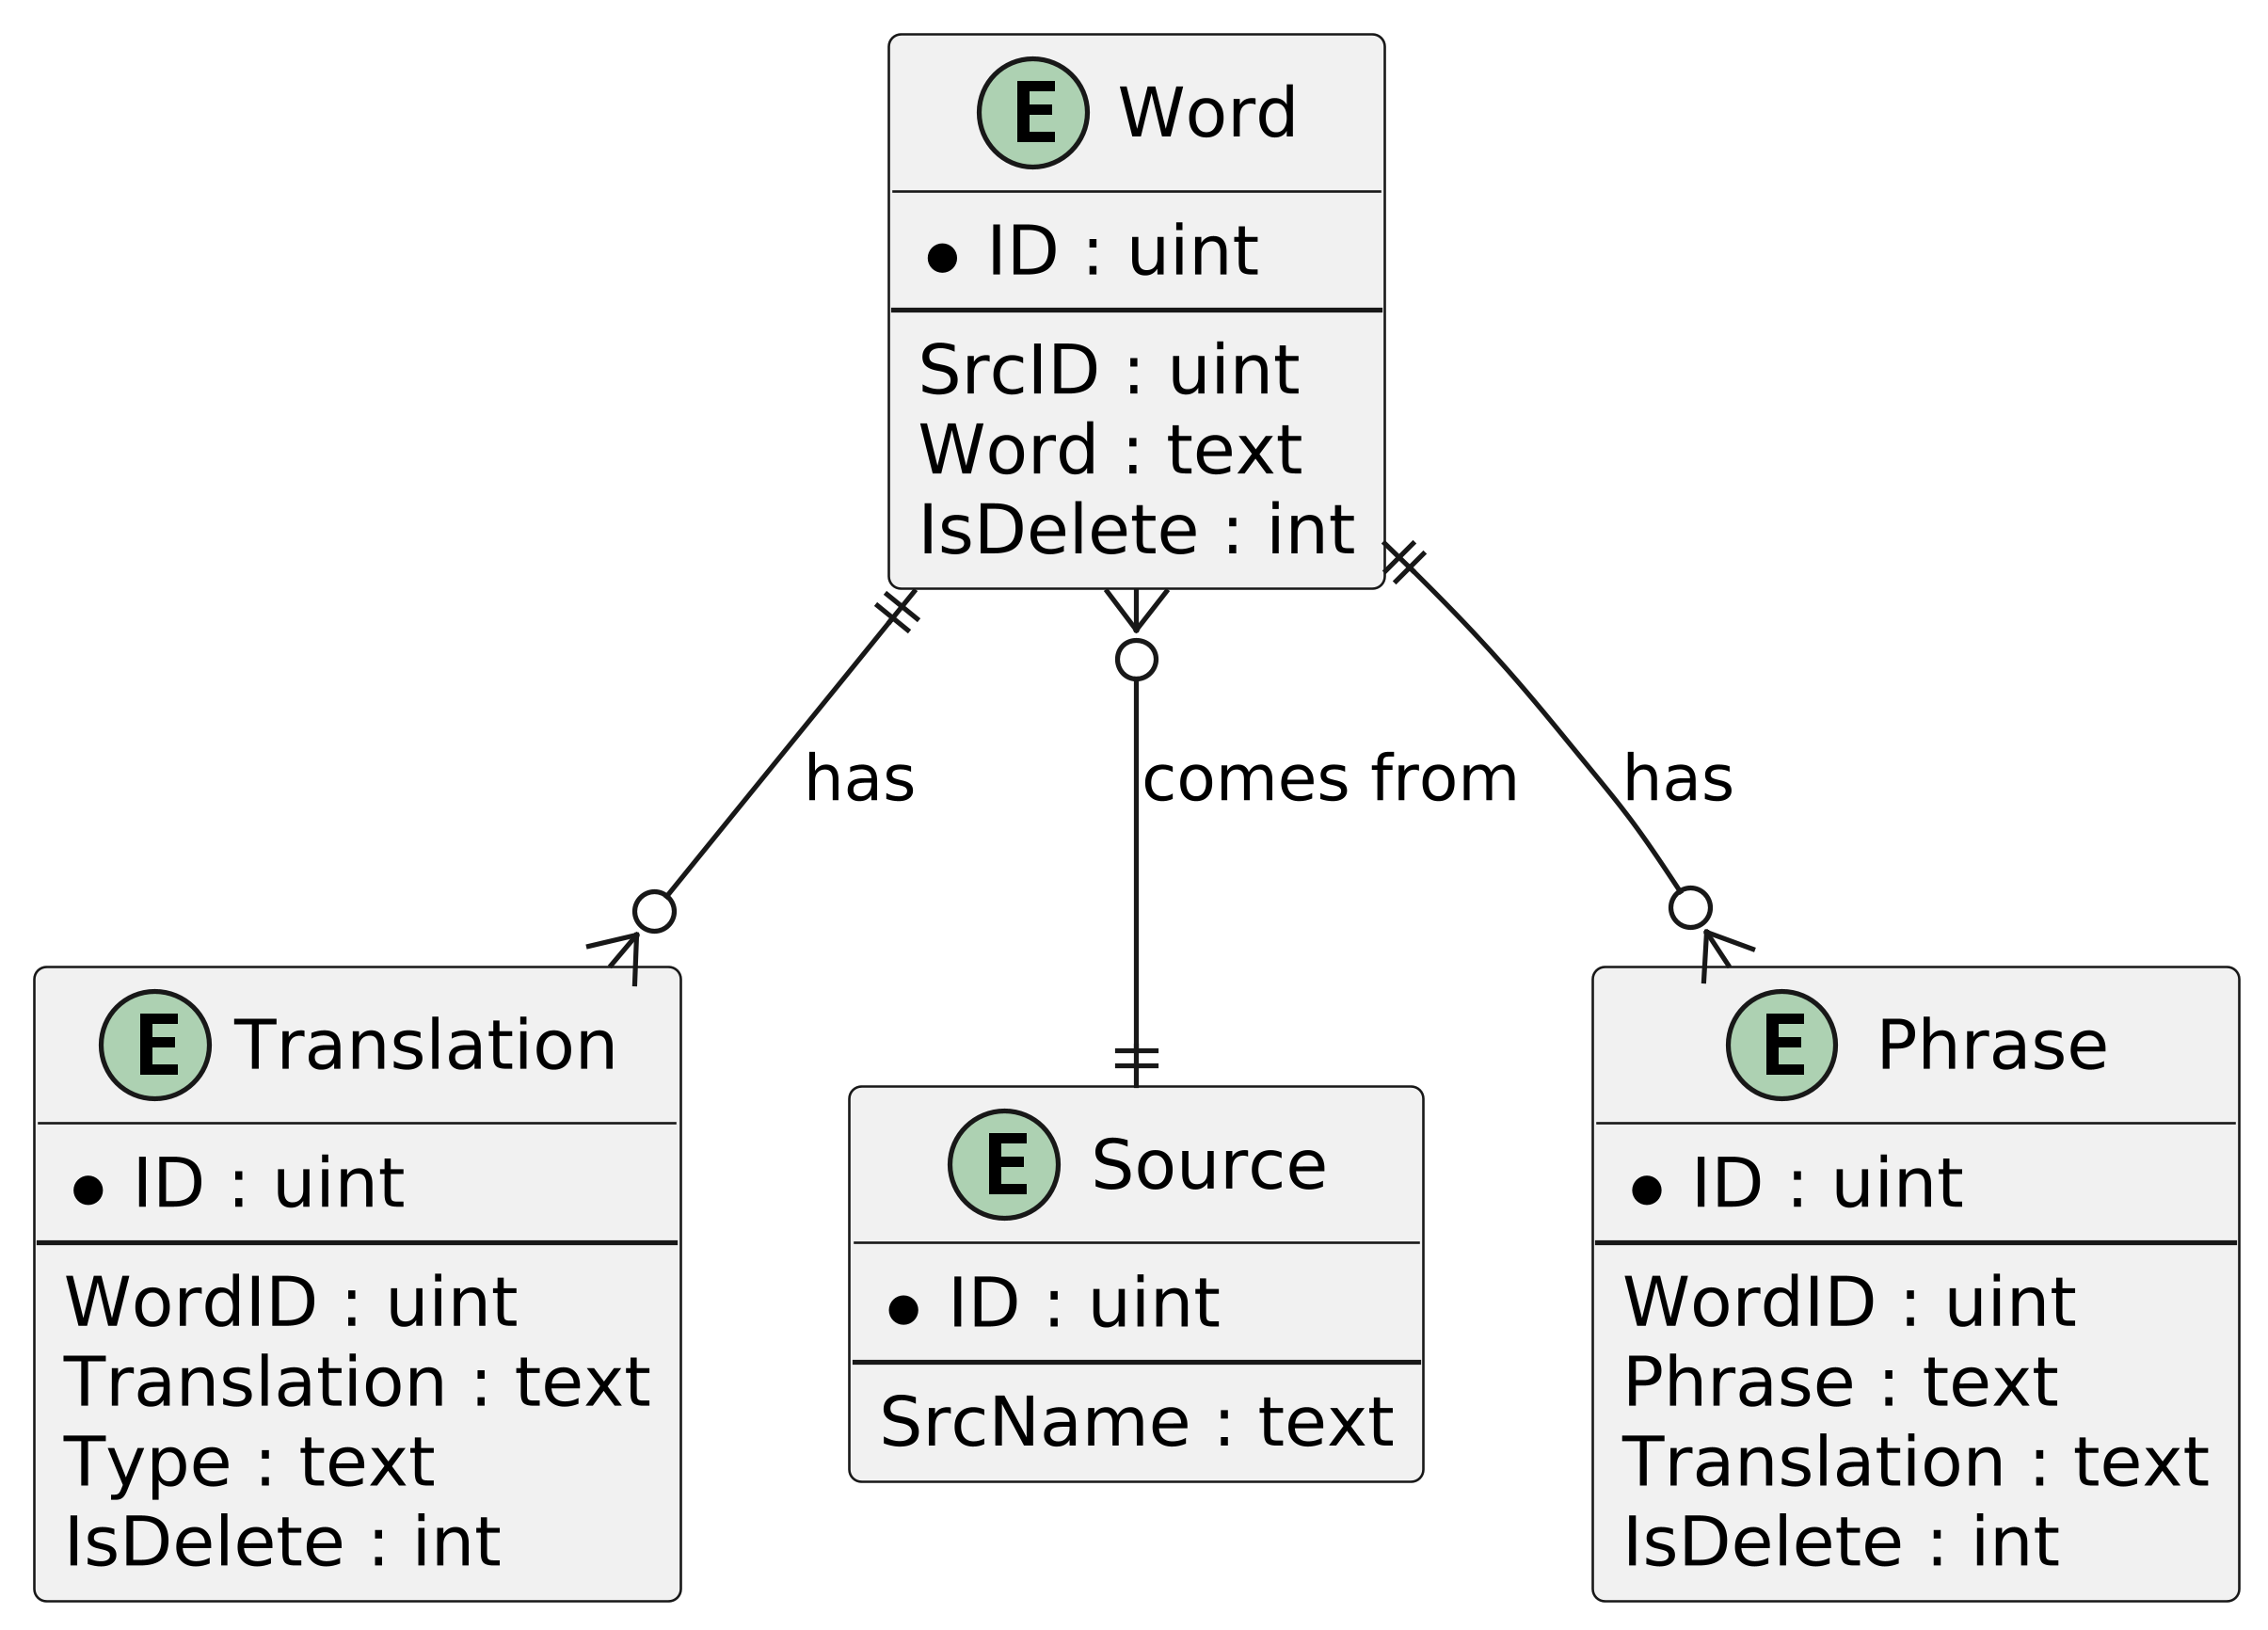 E Word
ID : uint
SrcID : uint
Word : text
IsDelete : int
has
comes from
has
E Translation
ID : uint
WordID : uint
Translation : text
Type : text
IsDelete : int
E Source
ID : uint
SrcName : text
E Phrase
ID : uint
WordID : uint
Phrase : text
Translation : text
IsDelete : int